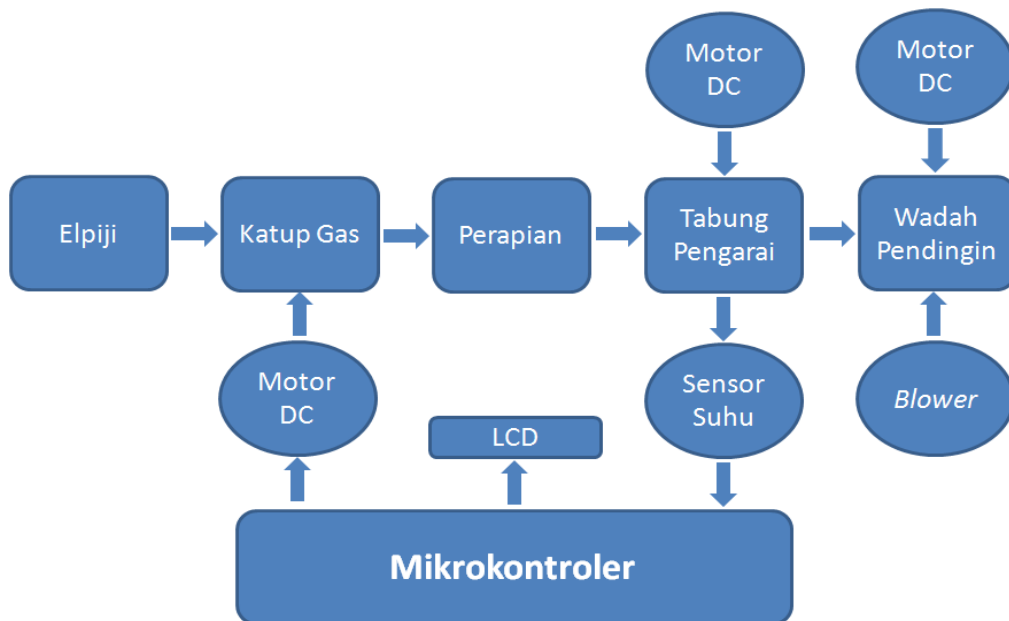 Motor
DC
Motor
DC
Elpiji
Katup Gas
Perapian
Tabung
Pengarai
Wadah
Pendingin
Motor
DC
LCD
Sensor
Suhu
Blower
Mikrokontroler